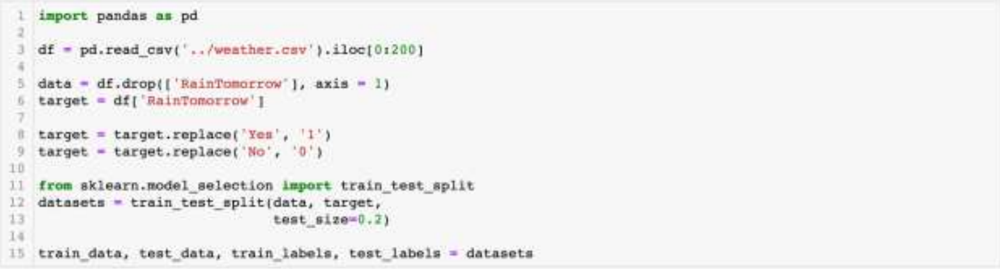 1 import pandas as pd
2
3 df = pd.read_csv('../weather.csv').iloc[0:200]
4
5 data = df.drop(['RainTomorrow'], axis = 1)
6 target = df['RainTomorrow']
7
8 target = target.replace('Yes', '1')
9 target = target.replace('No', '0')
10
11 from sklearn.model_selection import train_test_split
12 datasets = train_test_split(data, target,
13                             test_size=0.2)
14
15 train_data, test_data, train_labels, test_labels = datasets